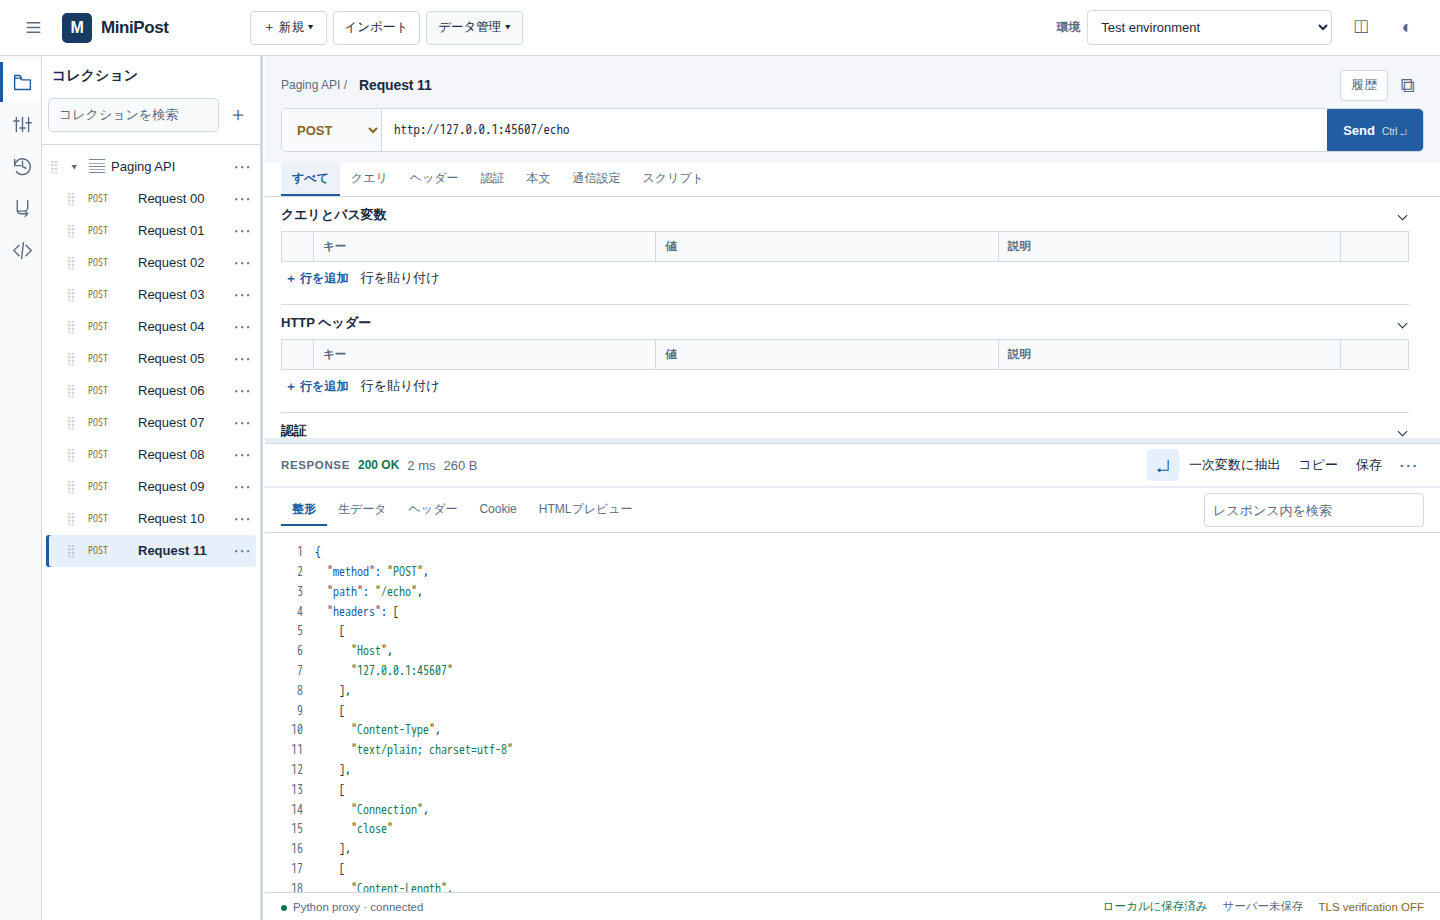 M MiniPost ＋ 新規 ▾ インポート データ管理 ▾ 環境 Test environment
コレクション
コレクションを検索 ＋
Paging API
POST Request 00
POST Request 01
POST Request 02
POST Request 03
POST Request 04
POST Request 05
POST Request 06
POST Request 07
POST Request 08
POST Request 09
POST Request 10
POST Request 11
Paging API / Request 11 履歴
POST http://127.0.0.1:45607/echo Send Ctrl
すべて クエリ ヘッダー 認証 本文 通信設定 スクリプト
クエリとパス変数
キー 値 説明
+ 行を追加 行を貼り付け
HTTP ヘッダー
キー 値 説明
+ 行を追加 行を貼り付け
認証
RESPONSE 200 OK 2 ms 260 B 一次変数に抽出 コピー 保存 ···
整形 生データ ヘッダー Cookie HTMLプレビュー レスポンス内を検索
1 {
2 "method": "POST",
3 "path": "/echo",
4 "headers": [
5 [
6 "Host",
7 "127.0.0.1:45607"
8 ],
9 [
10 "Content-Type",
11 "text/plain; charset=utf-8"
12 ],
13 [
14 "Connection",
15 "close"
16 ],
17 [
18 "Content-Length",
Python proxy · connected ローカルに保存済み サーバー未保存 TLS verification OFF